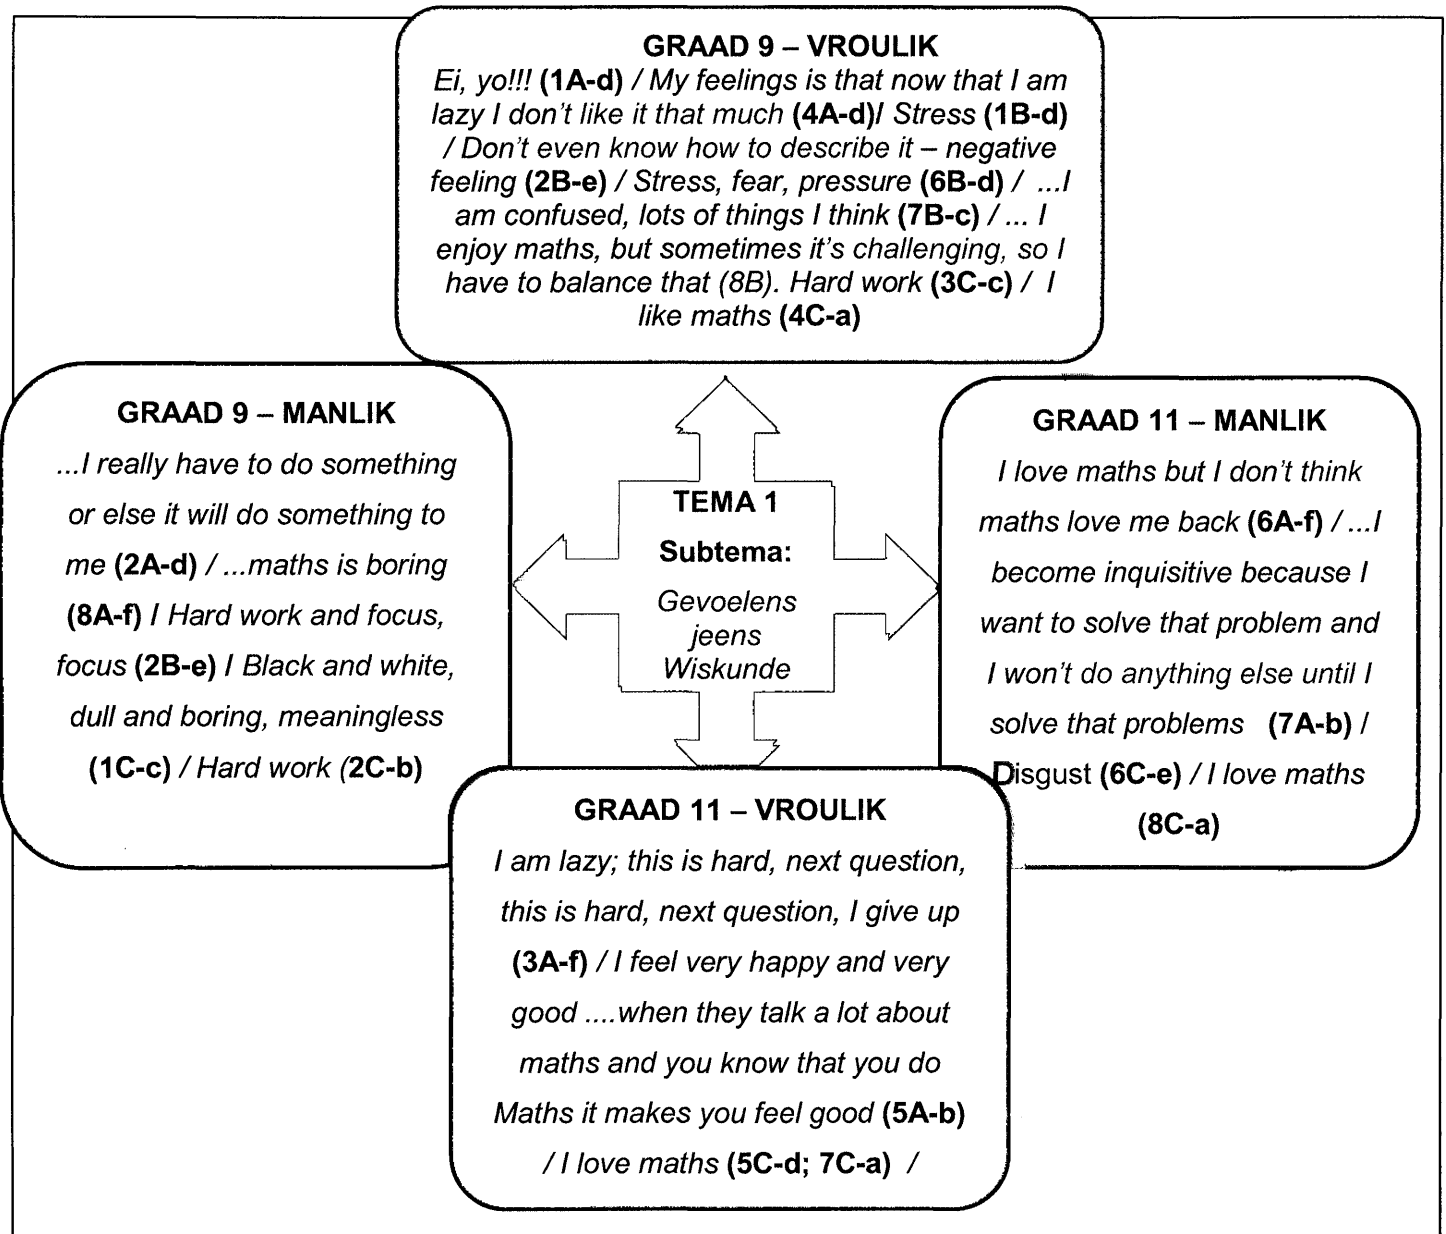 GRAAD 9 – VROULIK
Ei, yo!!! (1A-d) / My feelings is that now that I am
lazy I don't like it that much (4A-d)/ Stress (1B-d)
/ Don't even know how to describe it – negative
feeling (2B-e) / Stress, fear, pressure (6B-d) / ...I
am confused, lots of things I think (7B-c) / ... I
enjoy maths, but sometimes it's challenging, so I
have to balance that (8B). Hard work (3C-c) / I
like maths (4C-a)
GRAAD 9 – MANLIK
...I really have to do something
or else it will do something to
me (2A-d) / ...maths is boring
(8A-f) / Hard work and focus,
focus (2B-e) / Black and white,
dull and boring, meaningless
(1C-c) / Hard work (2C-b)
TEMA 1
Subtema:
Gevoelens
jeens
Wiskunde
GRAAD 11 – MANLIK
I love maths but I don't think
maths love me back (6A-f) / ...I
become inquisitive because I
want to solve that problem and
I won't do anything else until I
solve that problems (7A-b) /
Disgust (6C-e) / I love maths
(8C-a)
GRAAD 11 – VROULIK
I am lazy; this is hard, next question,
this is hard, next question, I give up
(3A-f) / I feel very happy and very
good ....when they talk a lot about
maths and you know that you do
Maths it makes you feel good (5A-b)
/ I love maths (5C-d; 7C-a) /